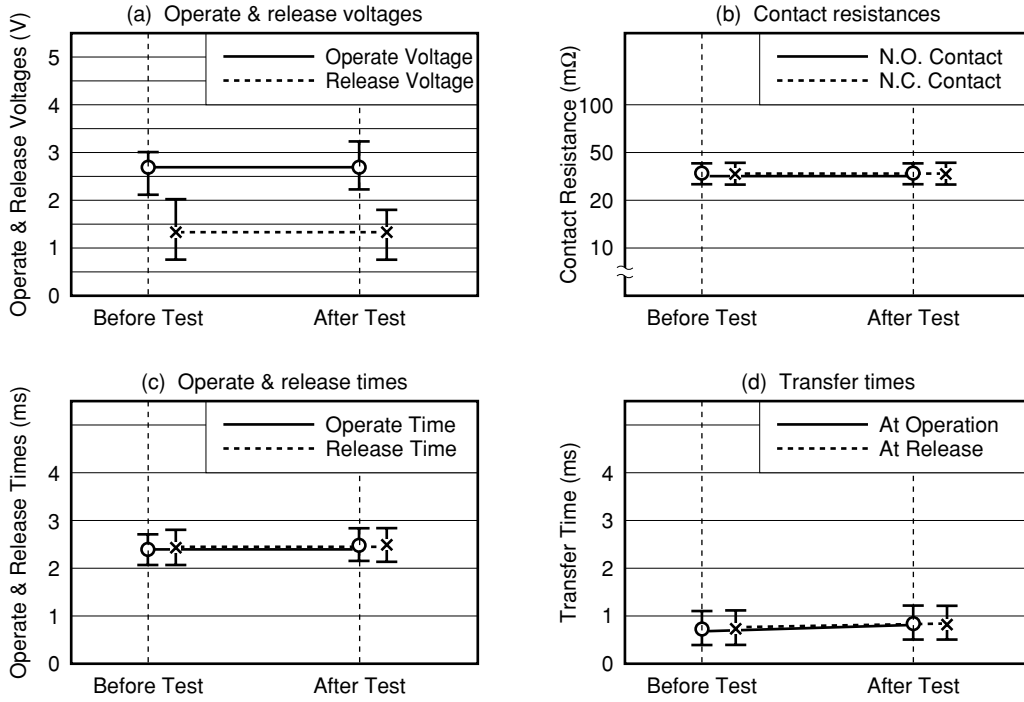 (a) Operate & release voltages
Operate & Release Voltages (V)
5
4
3
2
1
0
Operate Voltage
Release Voltage
Before Test
After Test
(b) Contact resistances
Contact Resistance (mΩ)
100
50
20
10
N.O. Contact
N.C. Contact
Before Test
After Test
(c) Operate & release times
Operate & Release Times (ms)
4
3
2
1
0
Operate Time
Release Time
Before Test
After Test
(d) Transfer times
Transfer Time (ms)
4
3
2
1
0
At Operation
At Release
Before Test
After Test